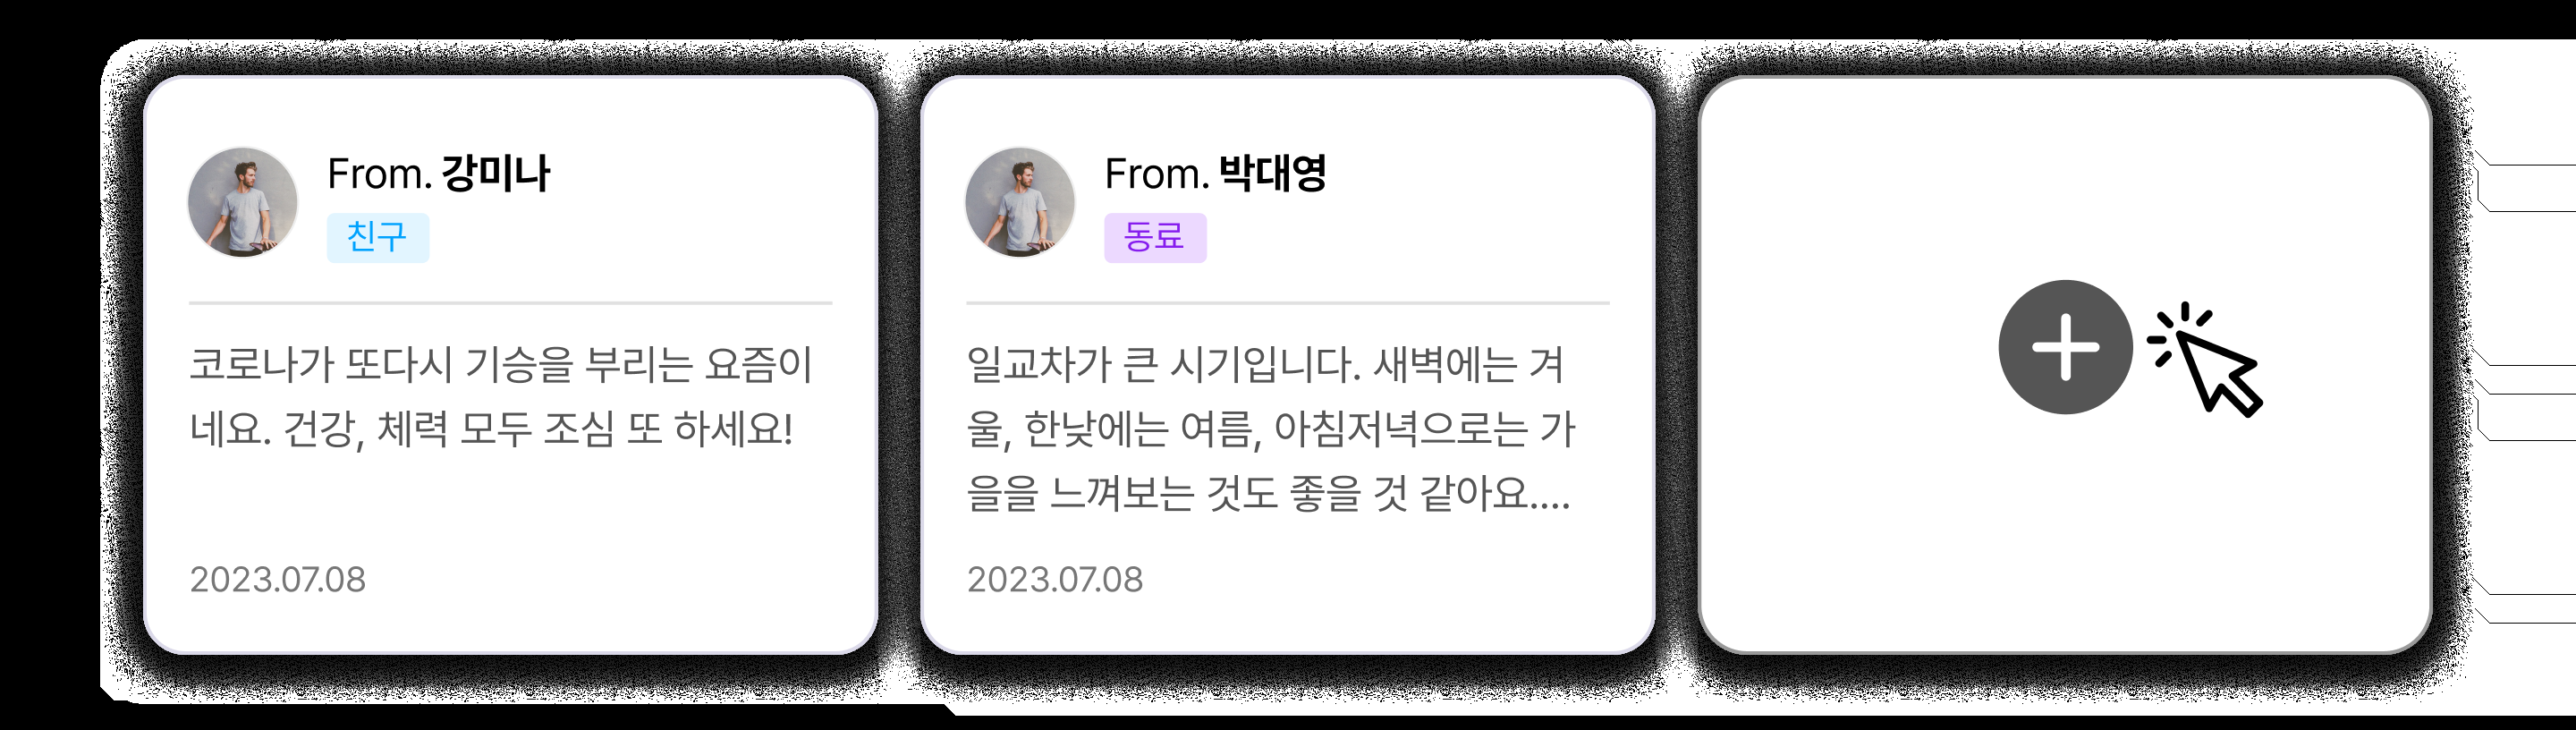 From. 강미나
친구
코로나가 또다시 기승을 부리는 요즘이
네요. 건강, 체력 모두 조심 또 하세요!
2023.07.08
From. 박대영
동료
일교차가 큰 시기입니다. 새벽에는 겨
울, 한낮에는 여름, 아침저녁으로는 가
을을 느껴보는 것도 좋을 것 같아요....
2023.07.08